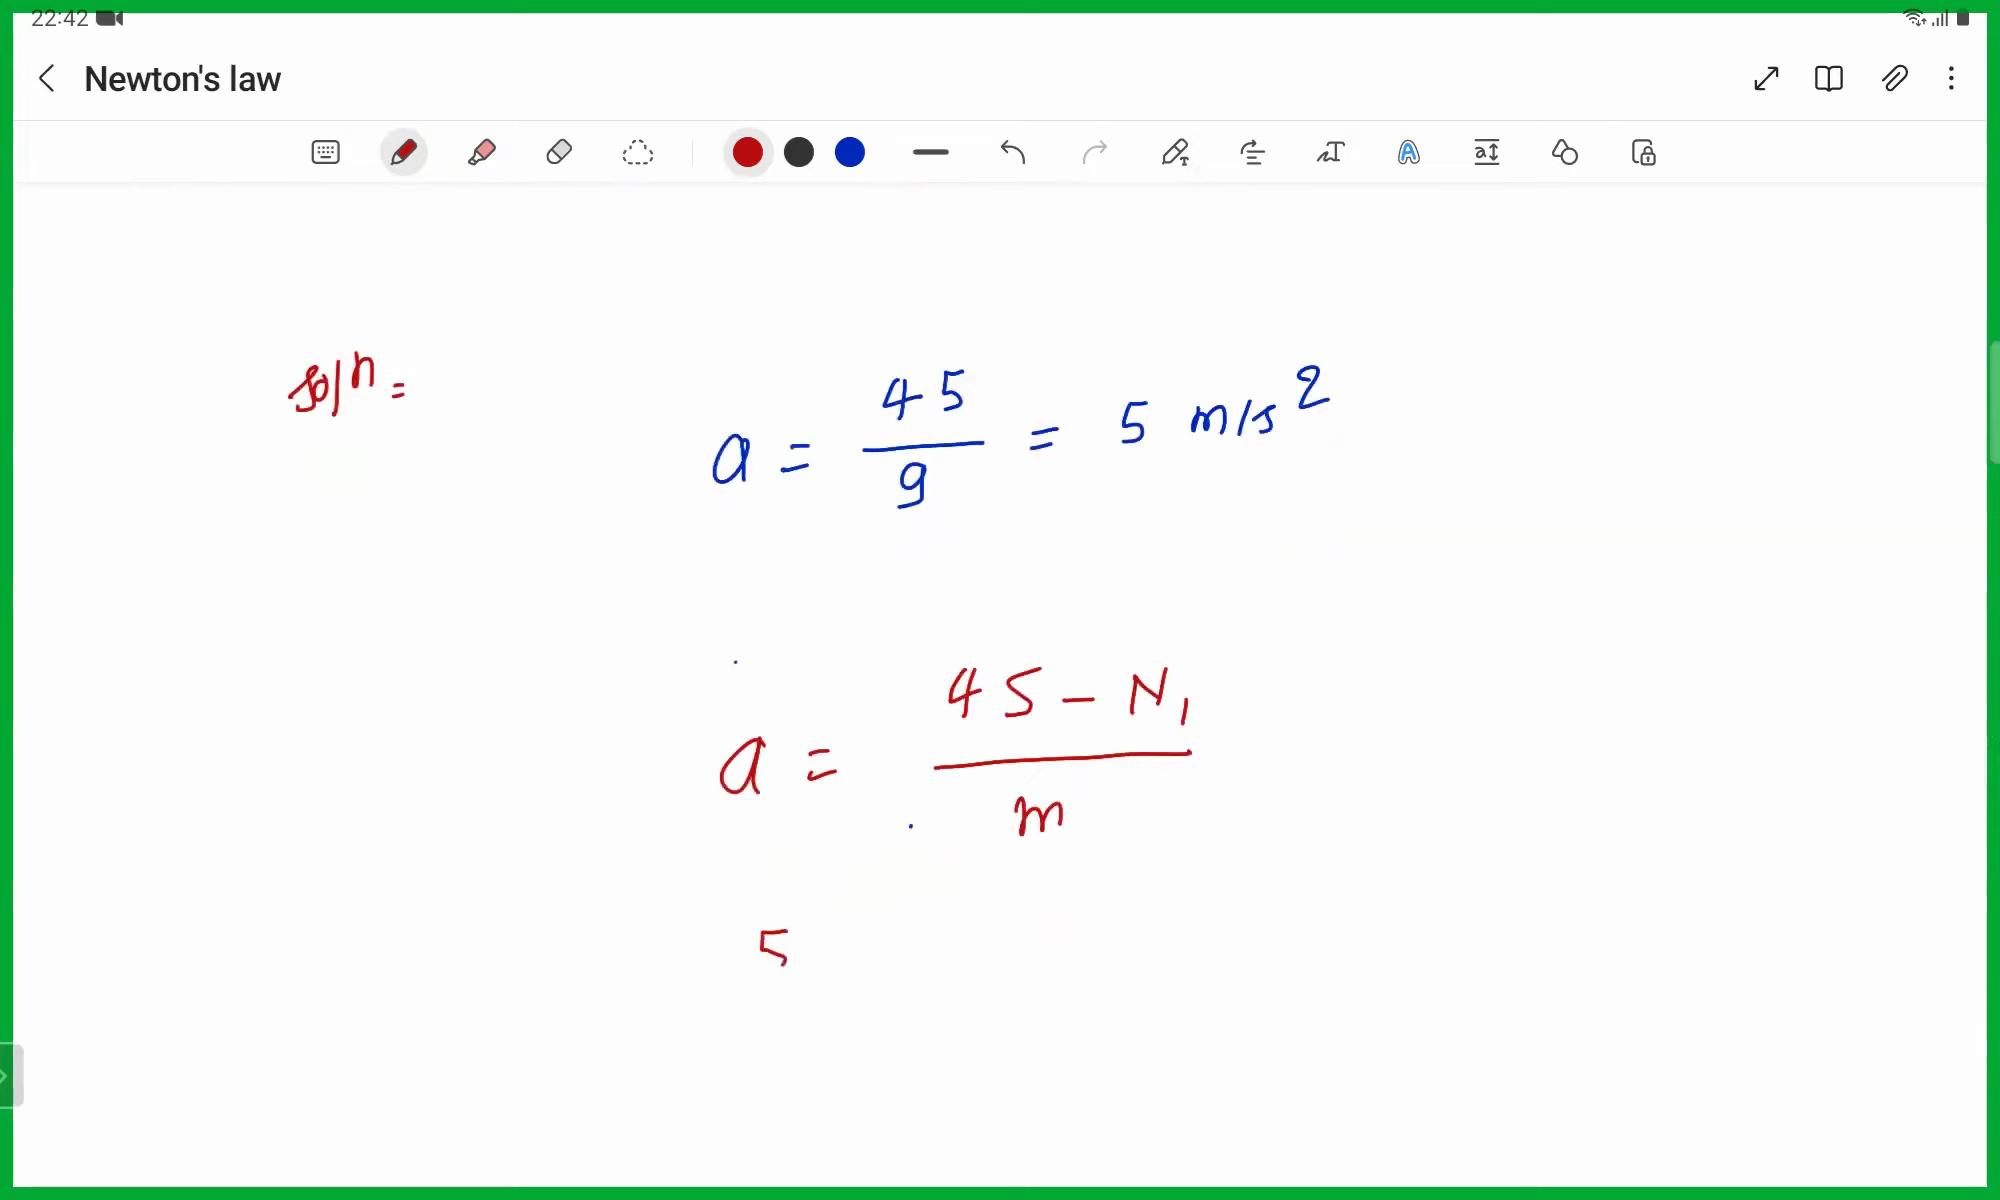 22:42
Newton's law
solⁿ =
a = 45/9 = 5 m/s²
a = 45 - N₁/m
5